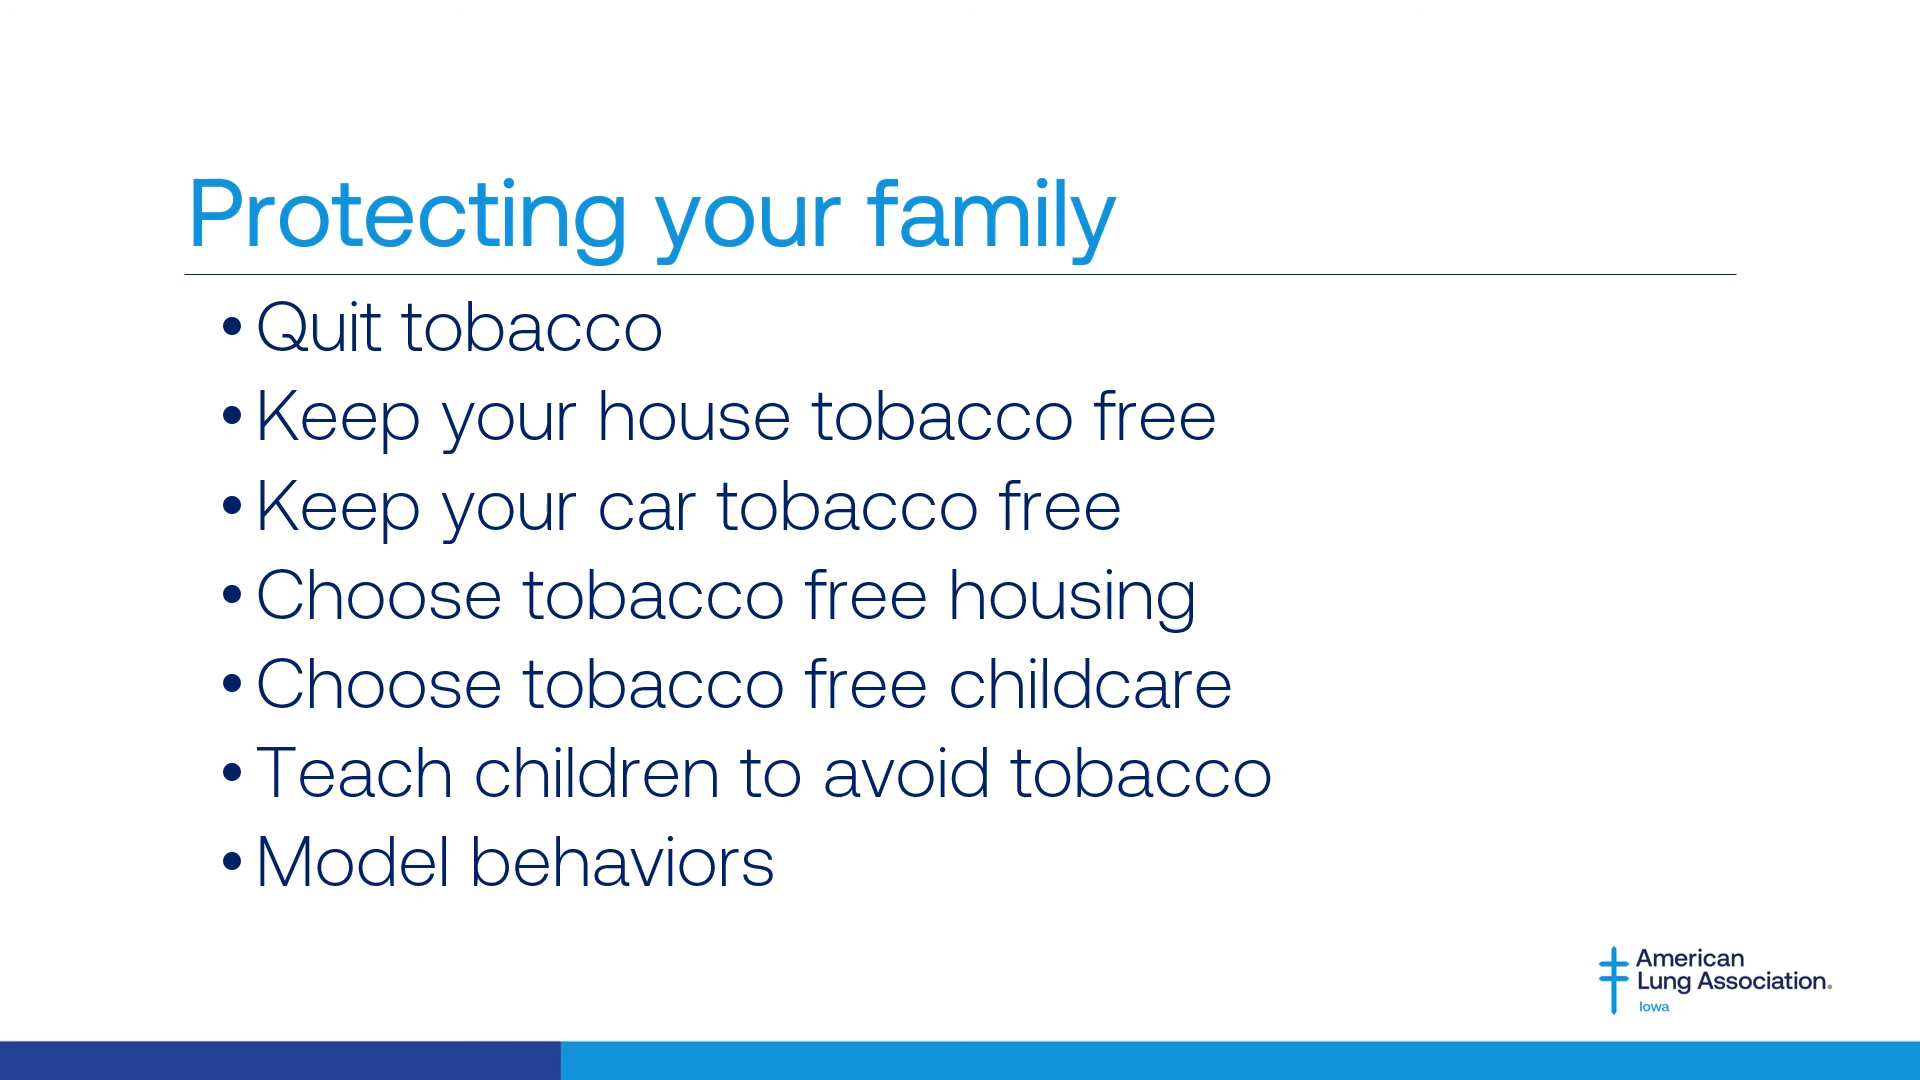 Protecting your family
• Quit tobacco
• Keep your house tobacco free
• Keep your car tobacco free
• Choose tobacco free housing
• Choose tobacco free childcare
• Teach children to avoid tobacco
• Model behaviors
American
Lung Association.
Iowa